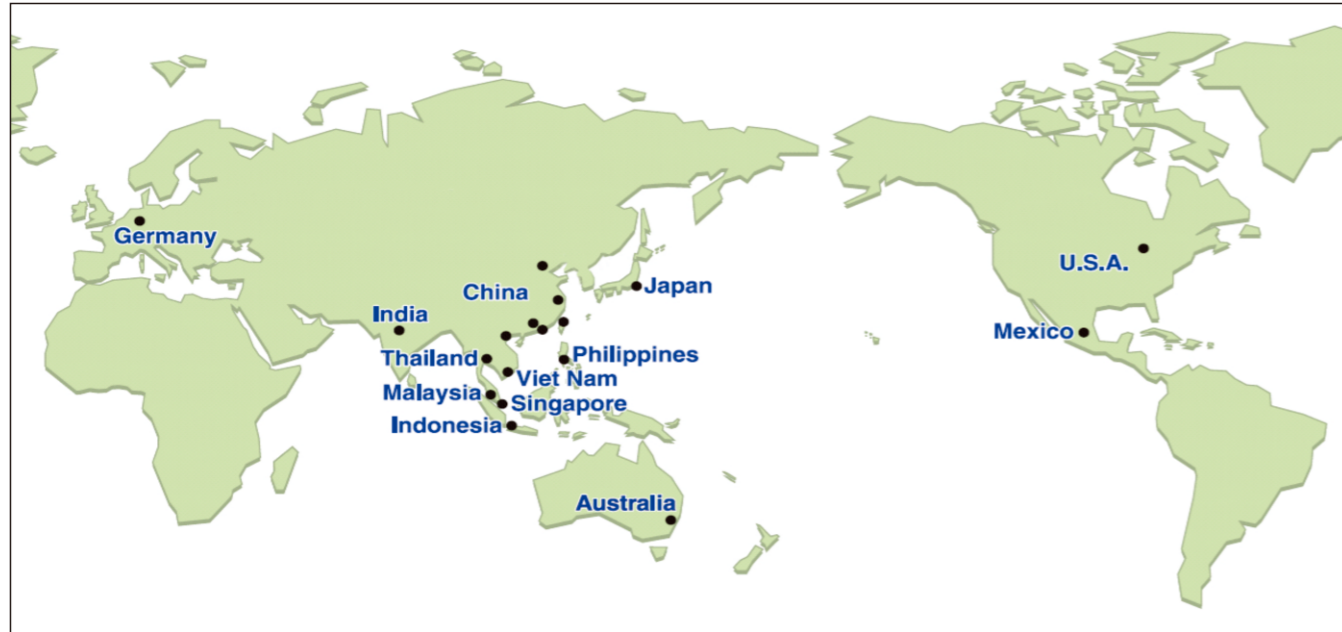 Germany
U.S.A.
China
Japan
India
Mexico
Thailand
Philippines
Viet Nam
Malaysia
Singapore
Indonesia
Australia